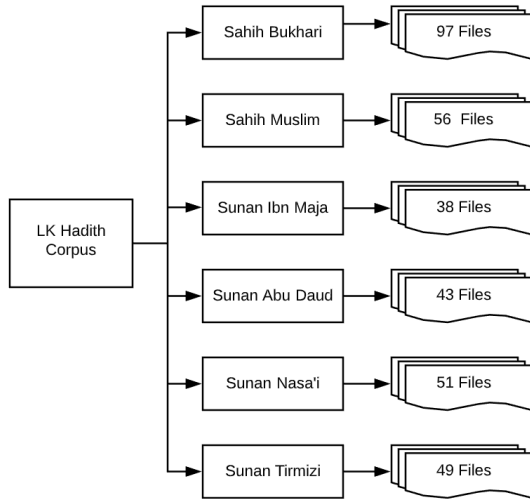 Sahih Bukhari
97 Files
Sahih Muslim
56 Files
LK Hadith
Corpus
Sunan Ibn Maja
38 Files
Sunan Abu Daud
43 Files
Sunan Nasa'i
51 Files
Sunan Tirmizi
49 Files